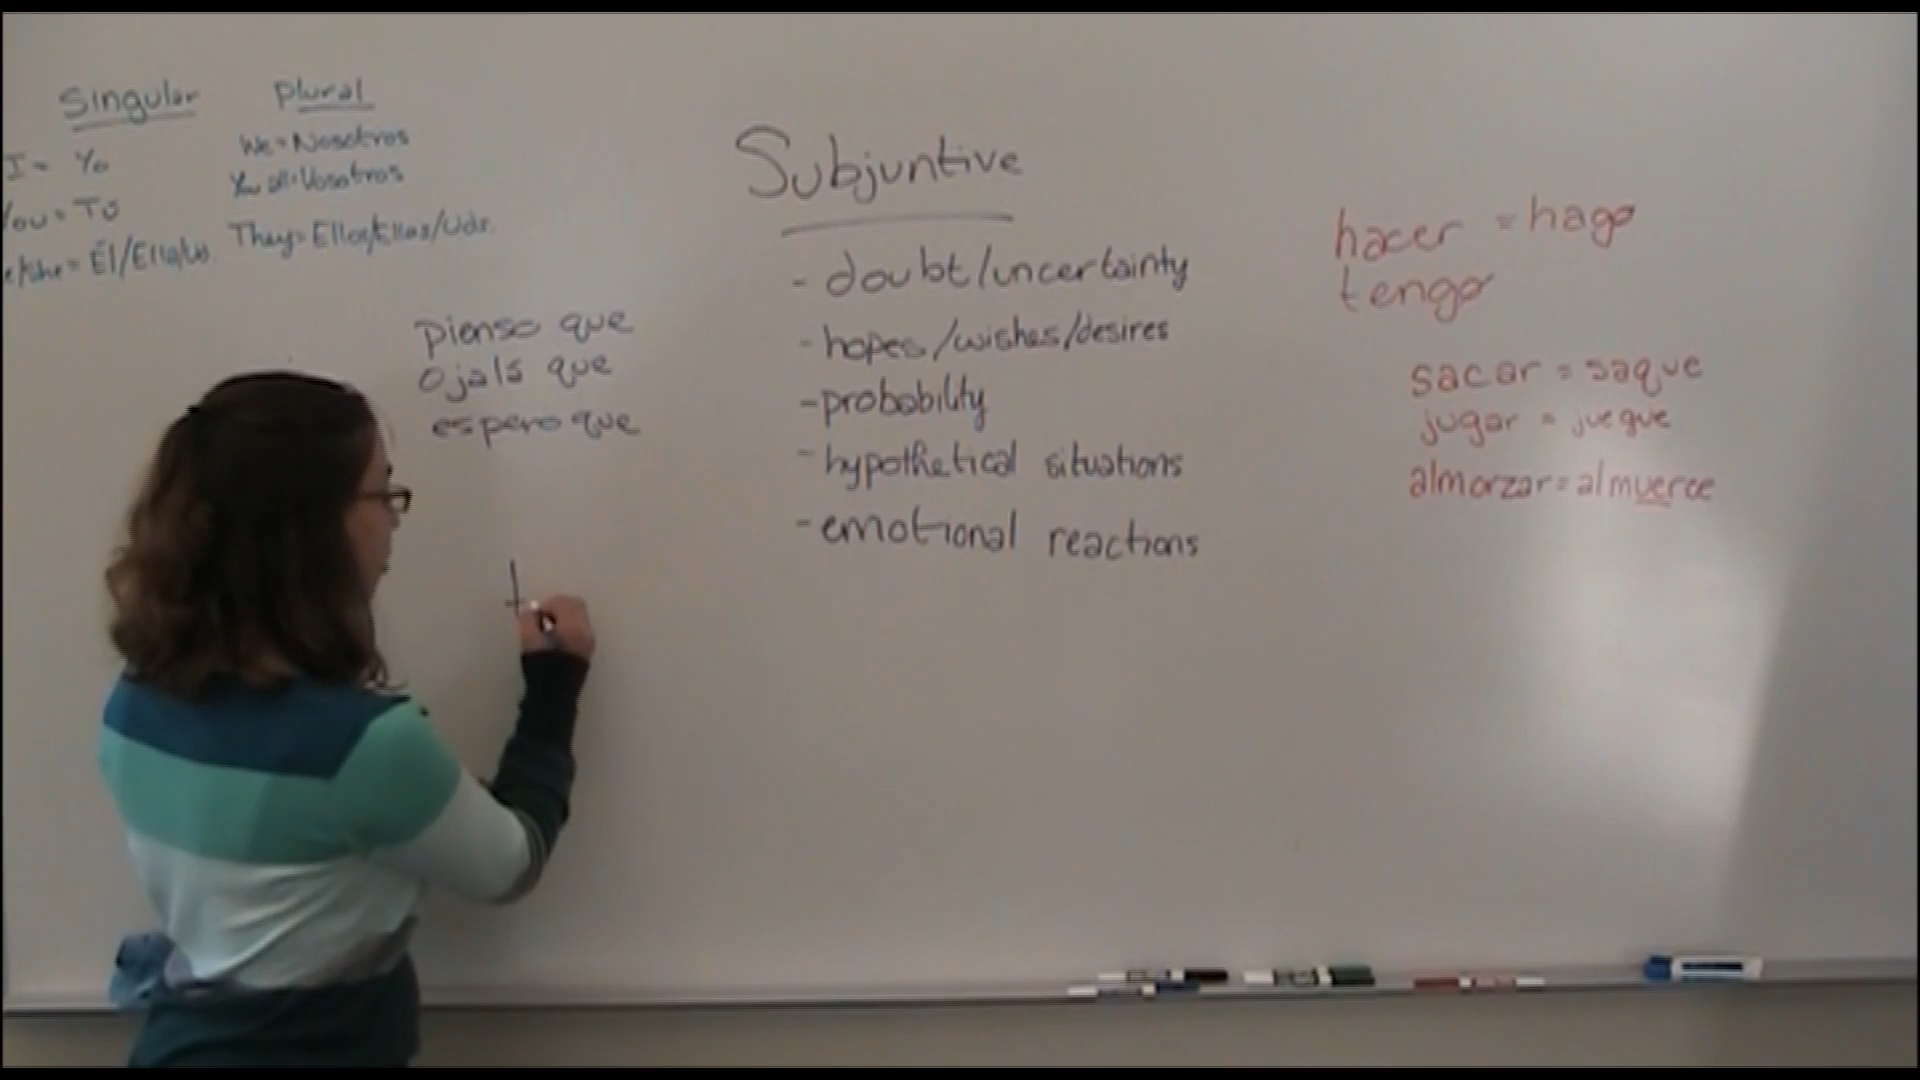 Singular
I = Yo
You = Tú
e/she = Él/Ella/Ud.
Plural
We = Nosotros
You all = Vosotros
They = Ellos/Ellas/Uds.
pienso que
ojalá que
espero que
t
Subjuntive
- doubt/uncertainty
- hopes/wishes/desires
- probability
- hypothetical situations
- emotional reactions
hacer = hago
tengo
sacar = saque
jugar = juegue
almorzar = almuerce